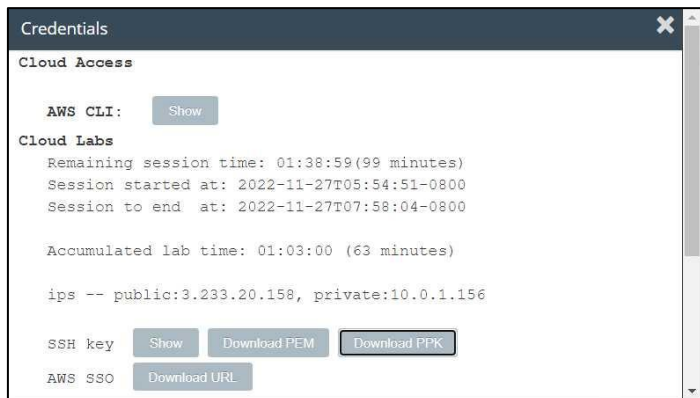 Credentials
Cloud Access
AWS CLI: Show
Cloud Labs
Remaining session time: 01:38:59(99 minutes)
Session started at: 2022-11-27T05:54:51-0800
Session to end  at: 2022-11-27T07:58:04-0800
Accumulated lab time: 01:03:00 (63 minutes)
ips -- public:3.233.20.158, private:10.0.1.156
SSH key Show Download PEM Download PPK
AWS SSO Download URL